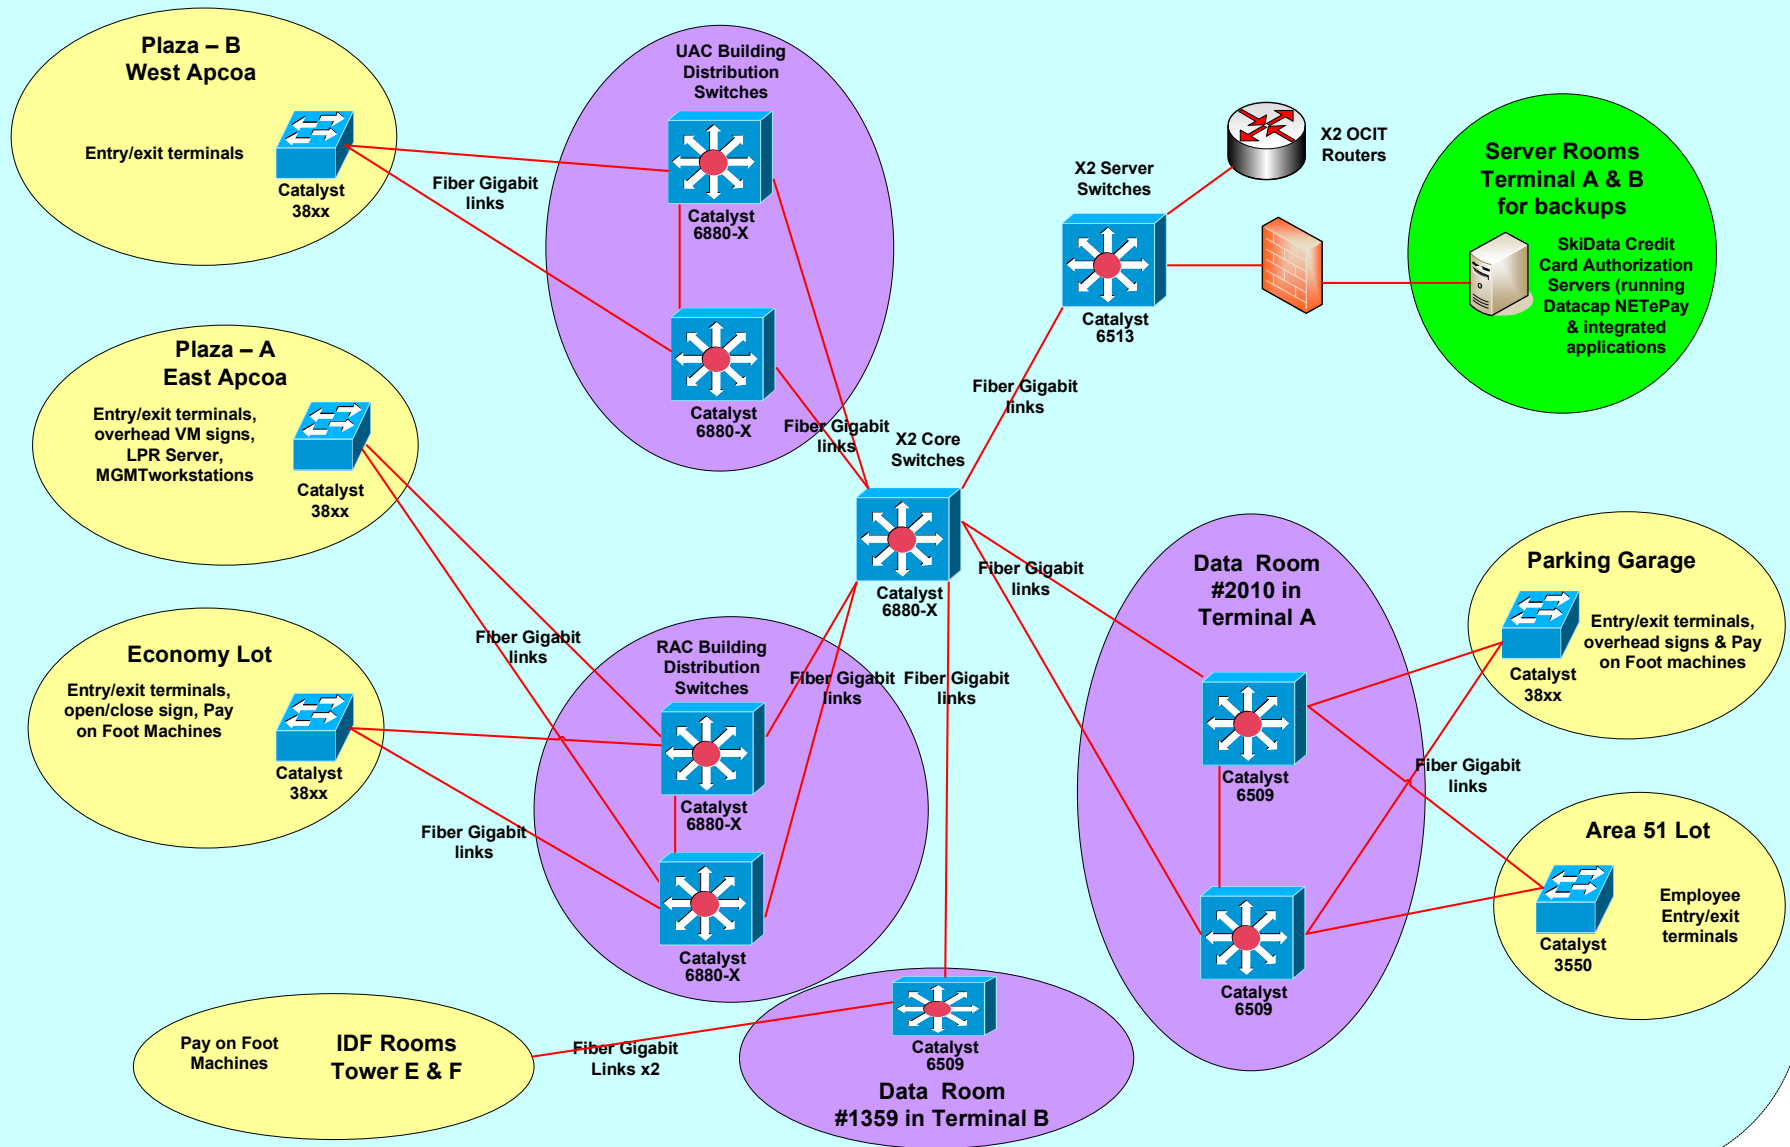 Plaza – B
West Apcoa
Entry/exit terminals
Catalyst
38xx
Fiber Gigabit
links
UAC Building
Distribution
Switches
Catalyst
6880-X
Catalyst
6880-X
Fiber Gigabit
links
X2 Server
Switches
Catalyst
6513
X2 OCIT
Routers
Server Rooms
Terminal A & B
for backups
SkiData Credit
Card Authorization
Servers (running
Datacap NETePay
& integrated
applications
Fiber Gigabit
links
Plaza – A
East Apcoa
Entry/exit terminals,
overhead VM signs,
LPR Server,
MGMTworkstations
Catalyst
38xx
X2 Core
Switches
Catalyst
6880-X
Fiber Gigabit
links
Data Room
#2010 in
Terminal A
Catalyst
6509
Catalyst
6509
Parking Garage
Entry/exit terminals,
overhead signs & Pay
on Foot machines
Catalyst
38xx
Fiber Gigabit
links
Area 51 Lot
Employee
Entry/exit
terminals
Catalyst
3550
Economy Lot
Entry/exit terminals,
open/close sign, Pay
on Foot Machines
Catalyst
38xx
Fiber Gigabit
links
Fiber Gigabit
links
RAC Building
Distribution
Switches
Catalyst
6880-X
Catalyst
6880-X
Fiber Gigabit
links
Fiber Gigabit
links
Pay on Foot
Machines
IDF Rooms
Tower E & F
Fiber Gigabit
Links x2
Catalyst
6509
Data Room
#1359 in Terminal B